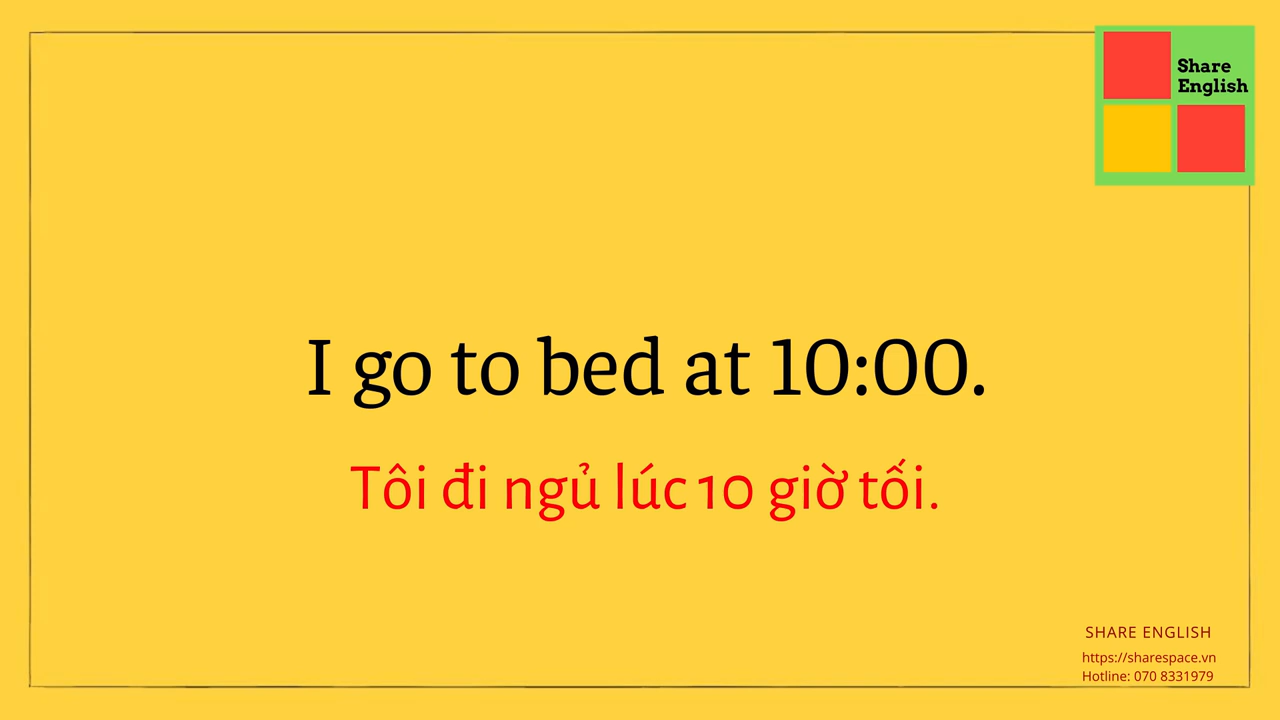 Share
English
I go to bed at 10:00.
Tôi đi ngủ lúc 10 giờ tối.
SHARE ENGLISH
https://sharespace.vn
Hotline: 070 8331979